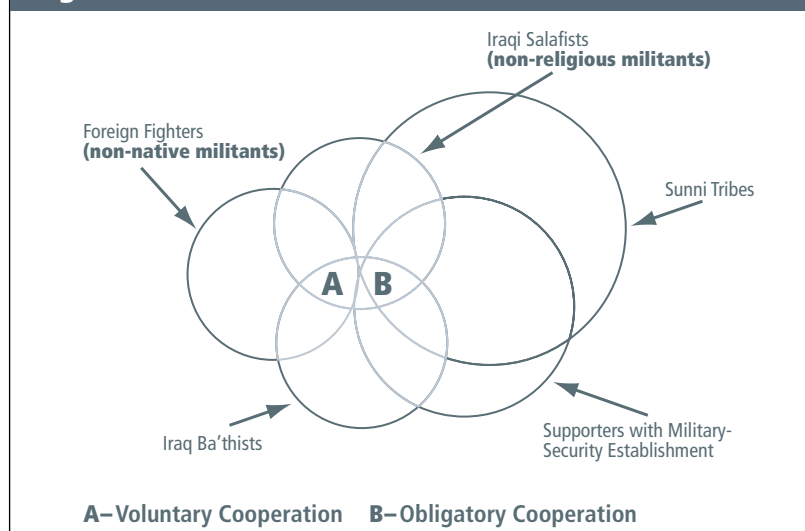 Iraqi Salafists
(non-religious militants)
Foreign Fighters
(non-native militants)
Sunni Tribes
A B
Iraq Ba'thists
Supporters with Military-
Security Establishment
A–Voluntary Cooperation B–Obligatory Cooperation